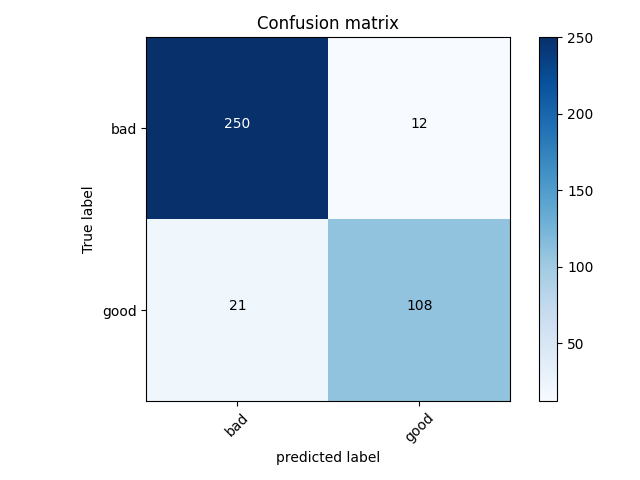 Confusion matrix
True label
bad
250
12
good
21
108
bad
good
predicted label
250
200
150
100
50